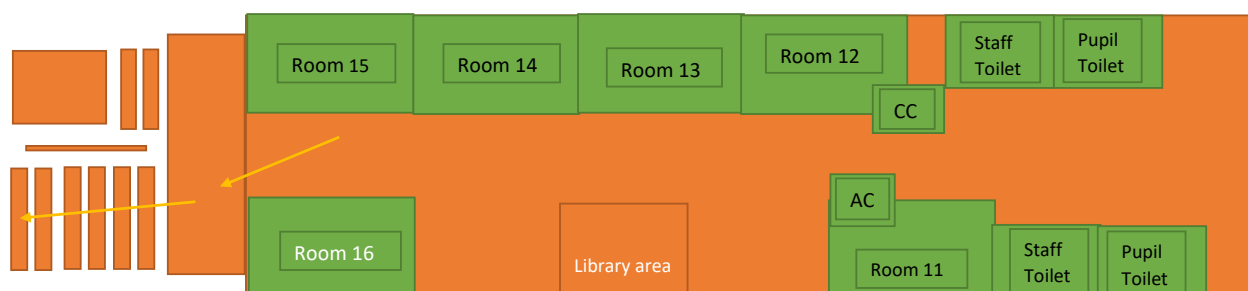 Room 15
Room 14
Room 13
Room 12
Staff
Toilet
Pupil
Toilet
CC
AC
Room 16
Library area
Room 11
Staff
Toilet
Pupil
Toilet